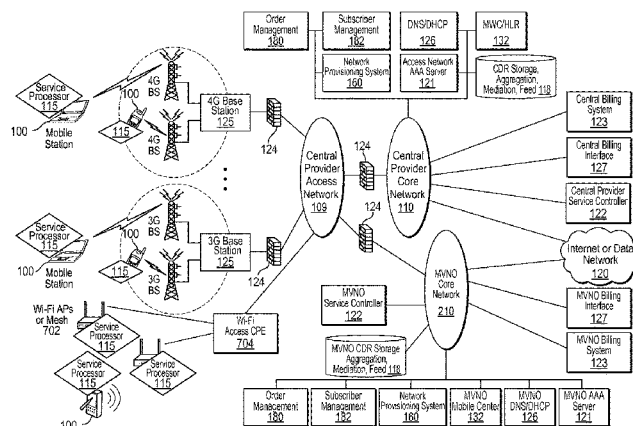 Order
Management
180
Subscriber
Management
182
Network
Provisioning System
160
DNS/DHCP
126
MWC/HLR
132
Access Network
AAA Server
121
CDR Storage,
Aggregation,
Mediation, Feed 118
Service
Processor
115
100
Mobile
Station
100
115
4G
BS
4G
BS
4G Base
Station
125
124
Service
Processor
115
100
Mobile
Station
100
115
3G
BS
3G
BS
3G Base
Station
125
124
Central
Provider
Access
Network
109
124
124
Central
Provider
Core
Network
110
Central Billing
System
123
Central Billing
Interface
127
Central Provider
Service Controller
122
Internet or Data
Network
120
MVNO Billing
Interface
127
MVNO Billing
System
123
MVNO
Core
Network
210
MVNO
Service Controller
122
MVNO CDR Storage
Aggregation,
Mediation, Feed 118
Wi-Fi APs
or Mesh
702
Wi-Fi
Access CPE
704
Service
Processor
115
Service
Processor
115
Service
Processor
115
100
Order
Management
180
Subscriber
Management
182
Network
Provisioning System
160
MVNO
Mobile Center
132
MVNO
DNS/DHCP
126
MVNO AAA
Server
121